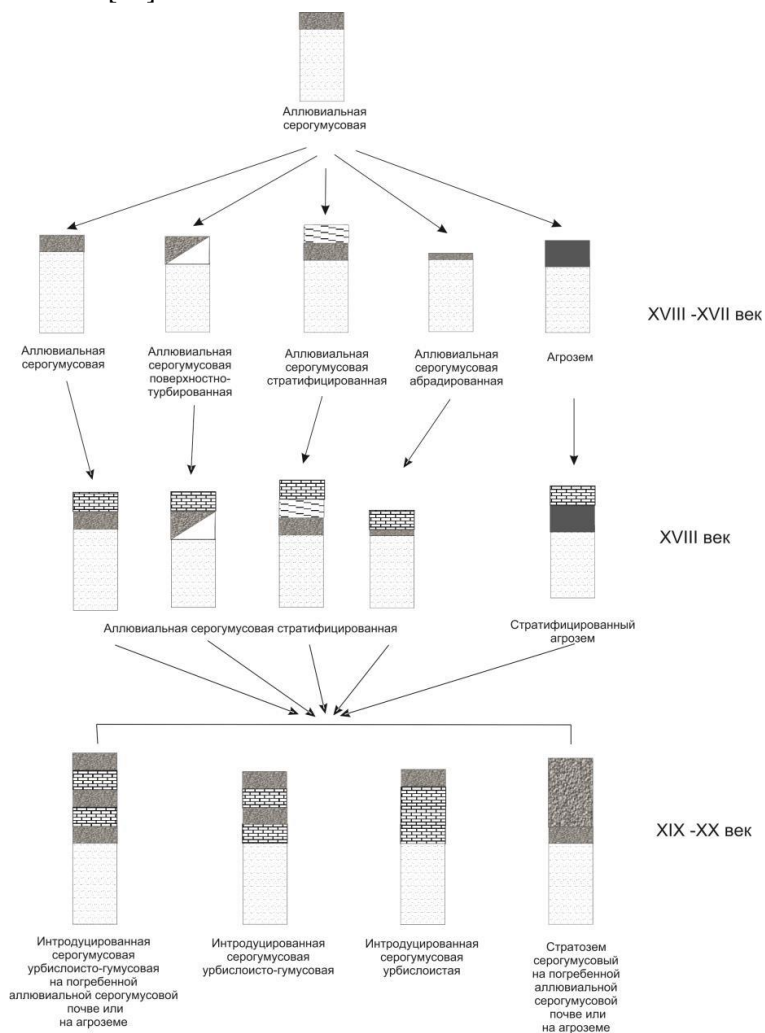 Аллювиальная
серогумусовая
XVIII -XVII век
Аллювиальная
серогумусовая
Аллювиальная
серогумусовая
поверхностно-
турбированная
Аллювиальная
серогумусовая
стратифицированная
Аллювиальная
серогумусовая
абрадированная
Агрозем
XVIII век
Аллювиальная серогумусовая стратифицированная
Стратифицированный
агрозем
XIX -XX век
Интродуцированная
серогумусовая
урбислоисто-гумусовая
на погребенной
аллювиальной серогумусовой
почве или
на агроземе
Интродуцированная
серогумусовая
урбислоисто-гумусовая
Интродуцированная
серогумусовая
урбислоистая
Стратозем
серогумусовый
на погребенной
аллювиальной
серогумусовой
почве или
на агроземе